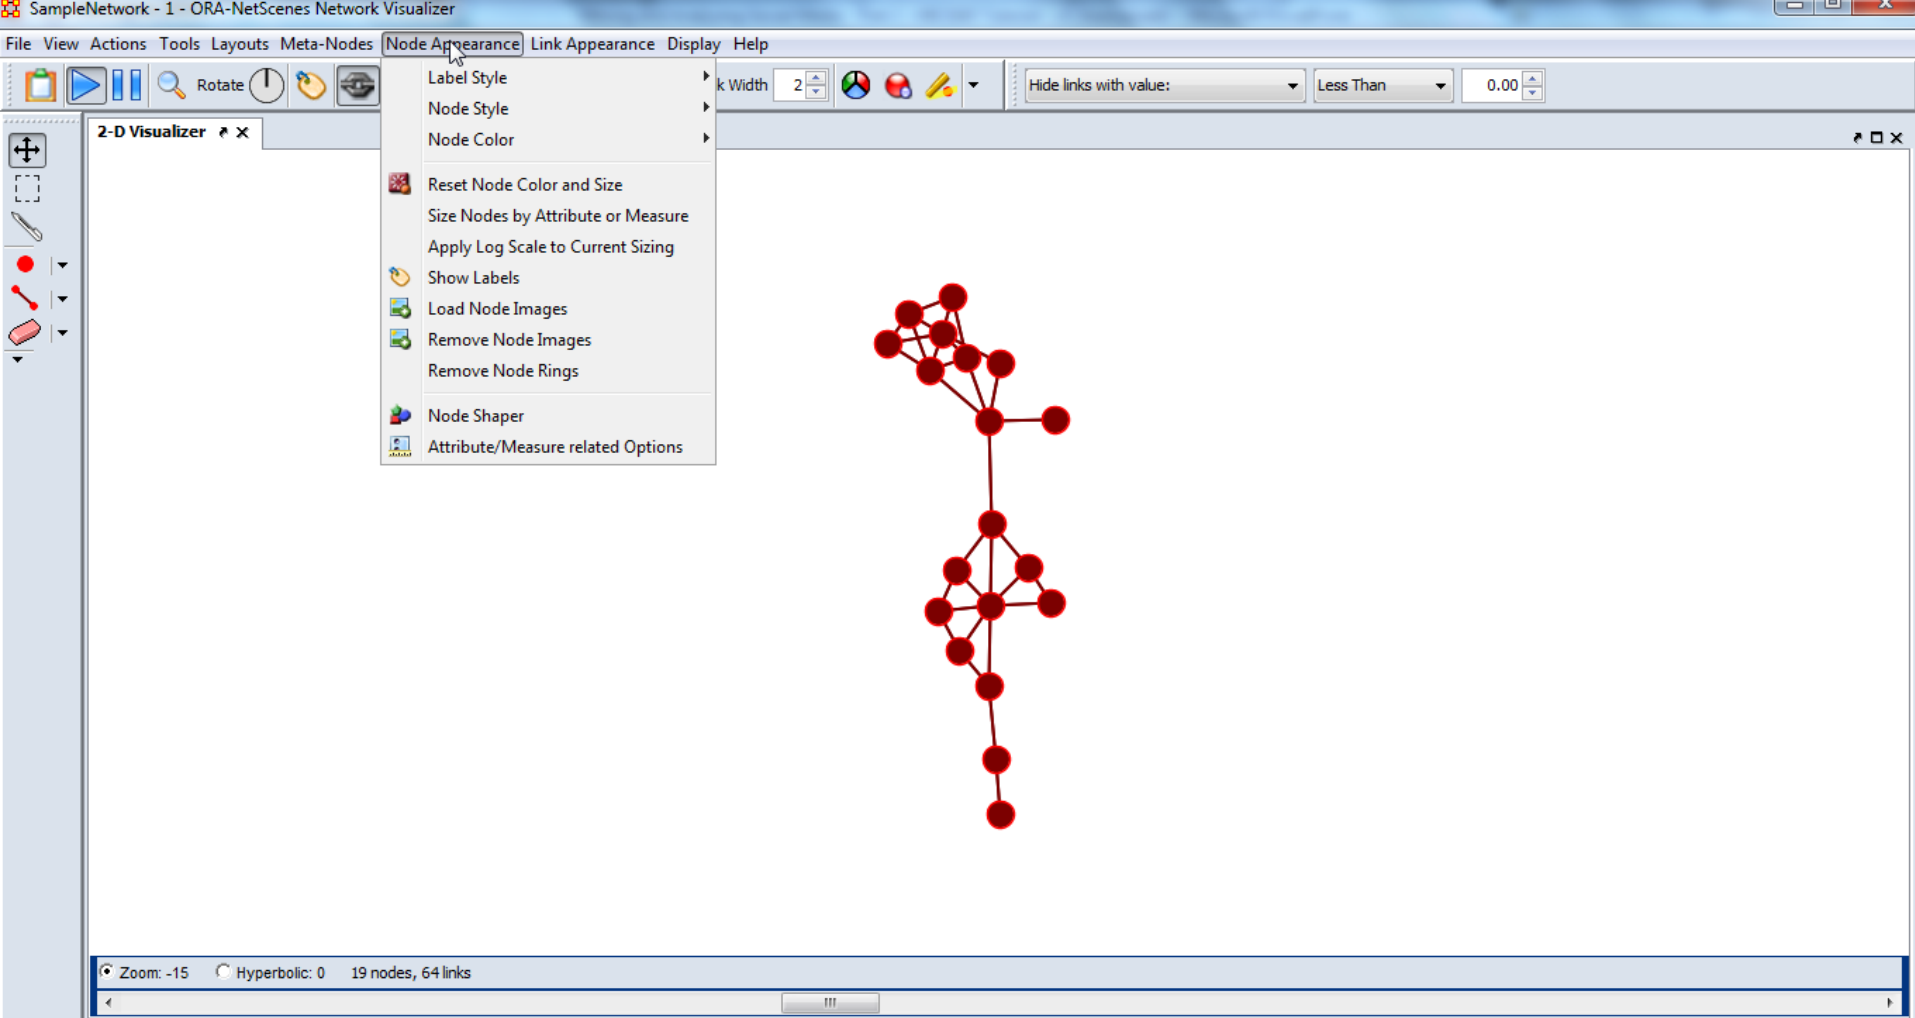 SampleNetwork - 1 - ORA-NetScenes Network Visualizer
File View Actions Tools Layouts Meta-Nodes Node Appearance Link Appearance Display Help
Rotate k Width 2 Hide links with value: Less Than 0.00
2-D Visualizer
Label Style
Node Style
Node Color
Reset Node Color and Size
Size Nodes by Attribute or Measure
Apply Log Scale to Current Sizing
Show Labels
Load Node Images
Remove Node Images
Remove Node Rings
Node Shaper
Attribute/Measure related Options
Zoom: -15 Hyperbolic: 0 19 nodes, 64 links